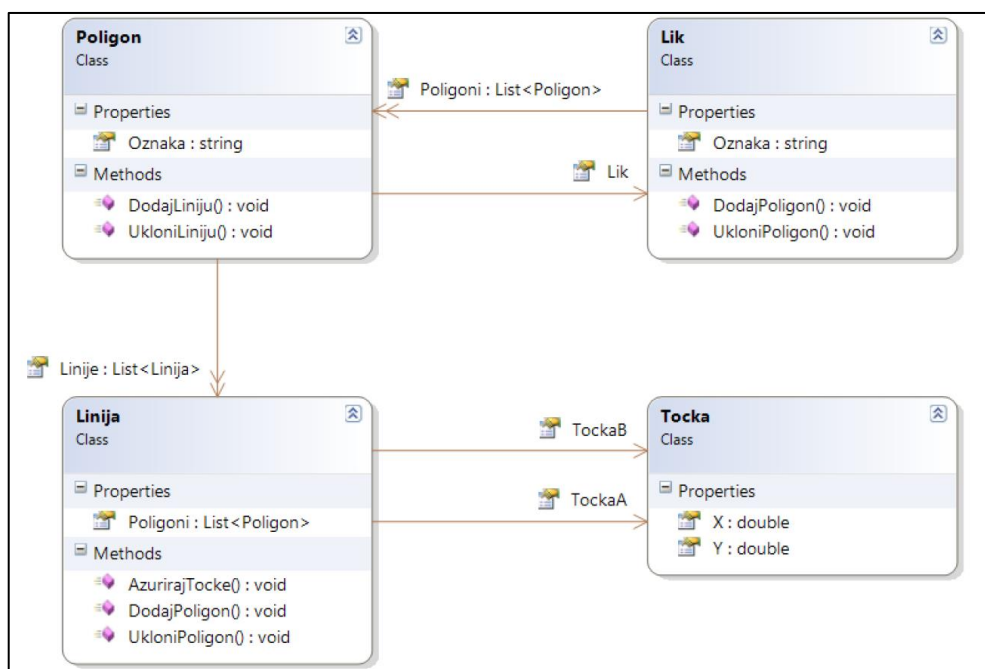 Poligon
Class
Properties
Oznaka : string
Methods
DodajLiniju() : void
UkloniLiniju() : void
Poligoni : List<Poligon>
Lik
Lik
Class
Properties
Oznaka : string
Methods
DodajPoligon() : void
UkloniPoligon() : void
Linije : List<Linija>
Linija
Class
Properties
Poligoni : List<Poligon>
Methods
AzurirajTocke() : void
DodajPoligon() : void
UkloniPoligon() : void
TockaB
TockaA
Tocka
Class
Properties
X : double
Y : double